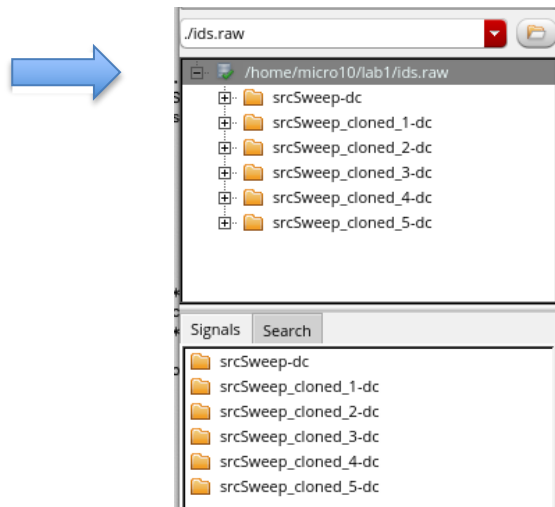 ./ids.raw
/home/micro10/lab1/ids.raw
srcSweep-dc
srcSweep_cloned_1-dc
srcSweep_cloned_2-dc
srcSweep_cloned_3-dc
srcSweep_cloned_4-dc
srcSweep_cloned_5-dc
Signals Search
srcSweep-dc
srcSweep_cloned_1-dc
srcSweep_cloned_2-dc
srcSweep_cloned_3-dc
srcSweep_cloned_4-dc
srcSweep_cloned_5-dc